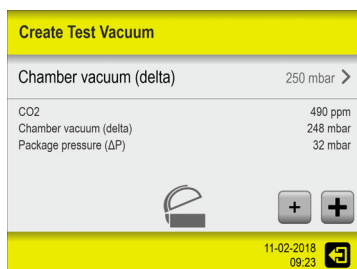 Create Test Vacuum
Chamber vacuum (delta) 250 mbar >
CO2 490 ppm
Chamber vacuum (delta) 248 mbar
Package pressure (ΔP) 32 mbar
+ +
11-02-2018
09:23